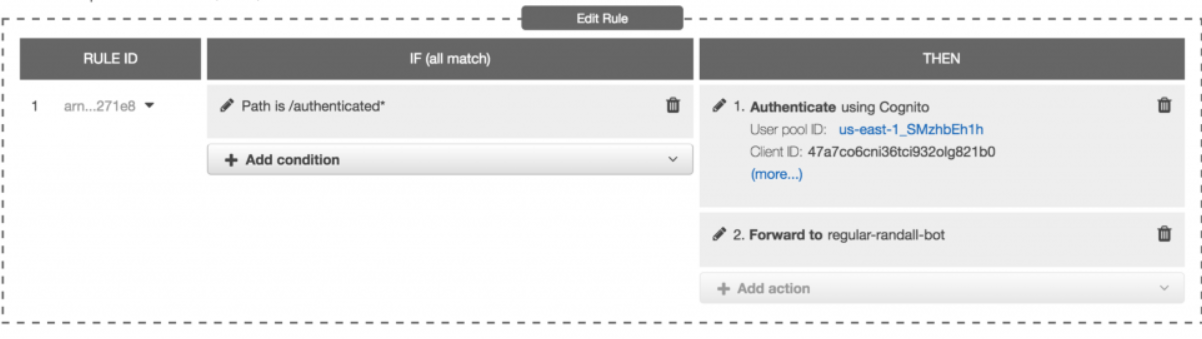 Edit Rule
RULE ID
IF (all match)
THEN
1 arn...271e8
Path is /authenticated*
Add condition
1. Authenticate using Cognito
User pool ID: us-east-1_SMzhbEh1h
Client ID: 47a7co6cni36tci932olg821b0
(more...)
2. Forward to regular-randall-bot
Add action